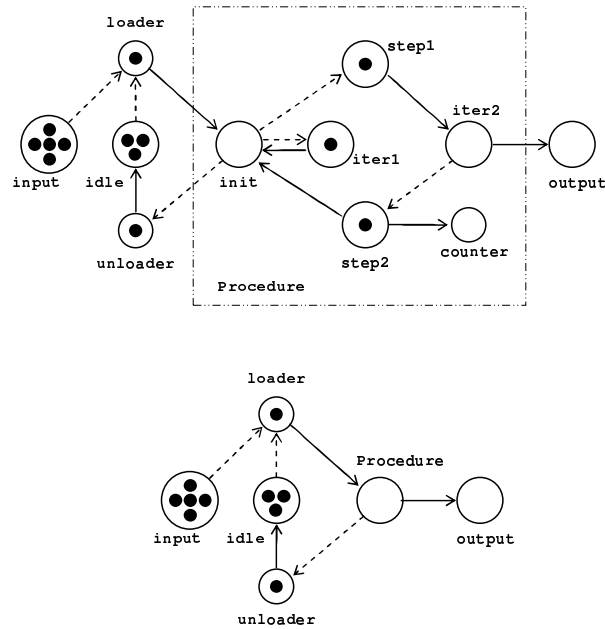 loader
step1
iter2
input
idle
init
iter1
output
unloader
step2
counter
Procedure
loader
Procedure
input
idle
output
unloader